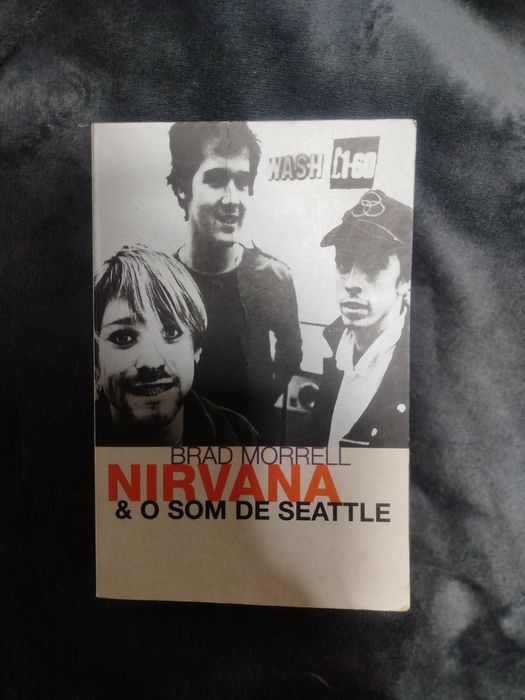 WASH £1·60
BRAD MORRELL
NIRVANA
& O SOM DE SEATTLE